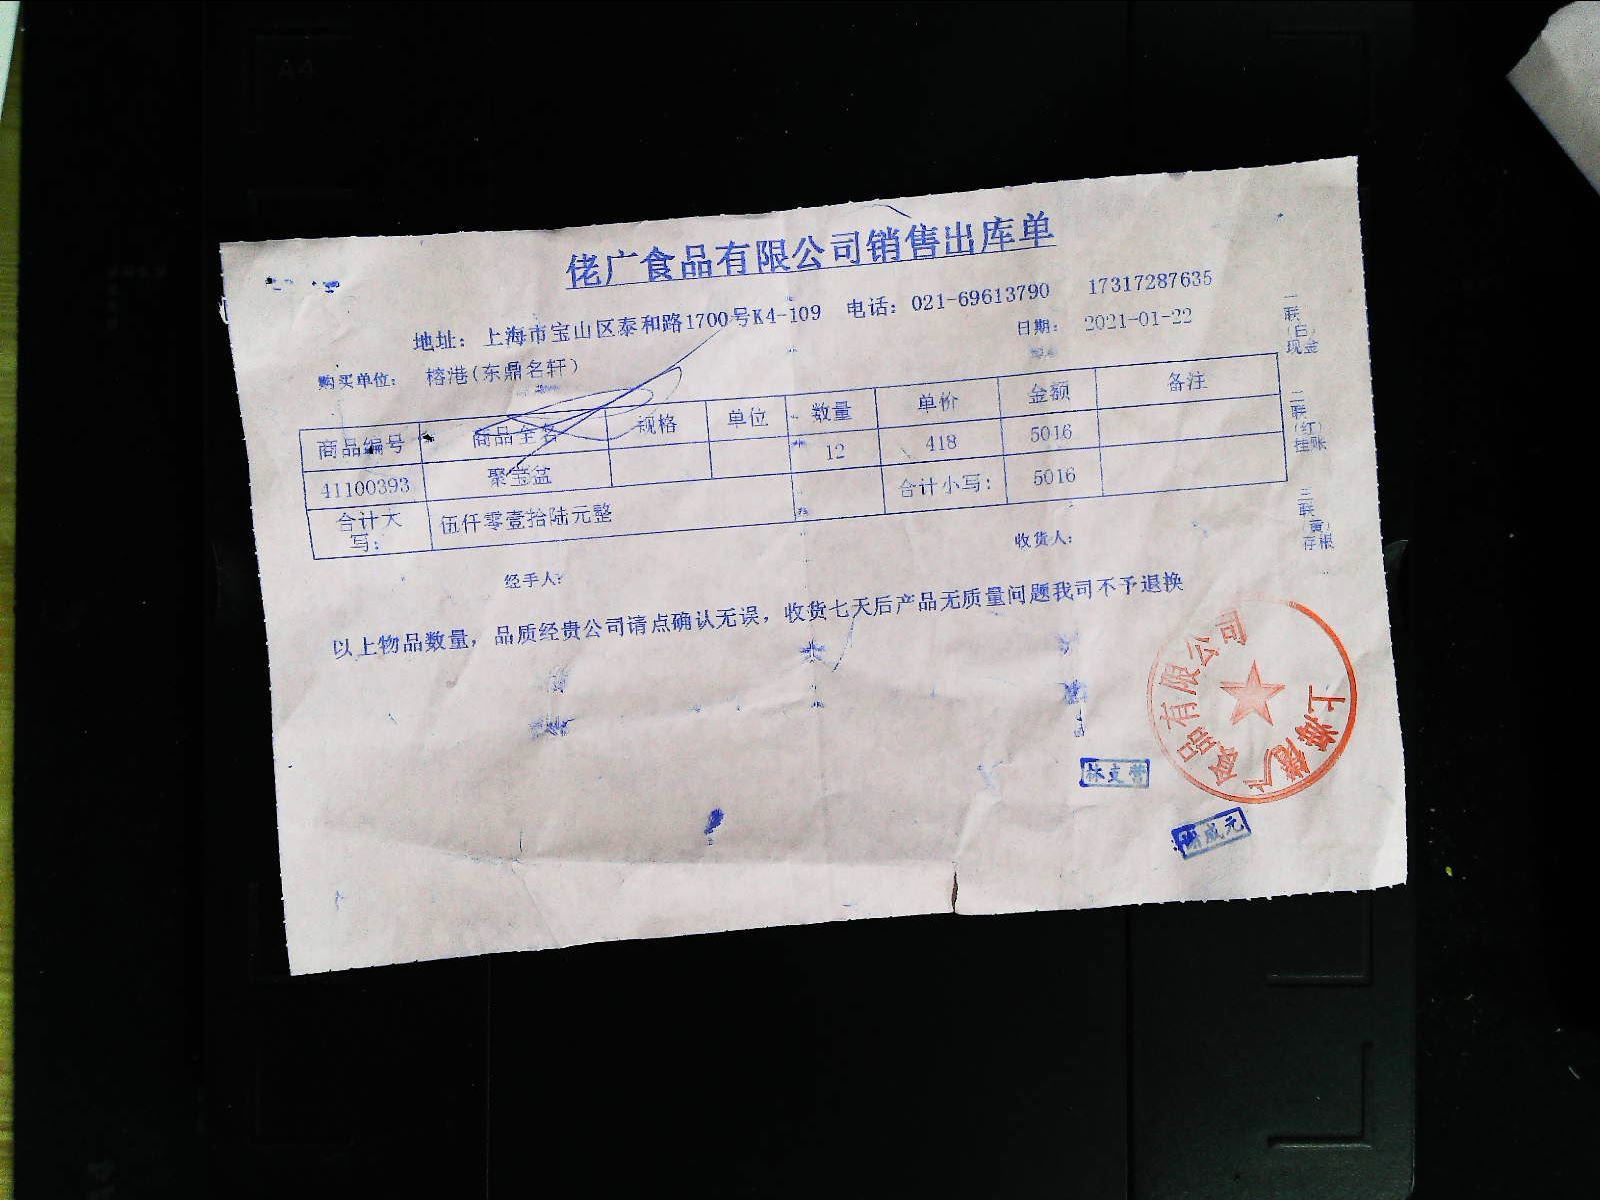 佬广食品有限公司销售出库单
地址：上海市宝山区泰和路1700号K4-109 电话：021-69613790 17317287635
购买单位： 榕港(东鼎名轩) 日期： 2021-01-22
商品编号 商品全名 规格 单位 数量 单价 金额 备注
41100393 聚宝盆 12 418 5016
合计大写： 伍仟零壹拾陆元整 合计小写： 5016
经手人： 收货人：
以上物品数量，品质经贵公司请点确认无误，收货七天后产品无质量问题我司不予退换
一联(白)现金
二联(红)挂账
三联(黄)存根
上海佬广食品有限公司
A4